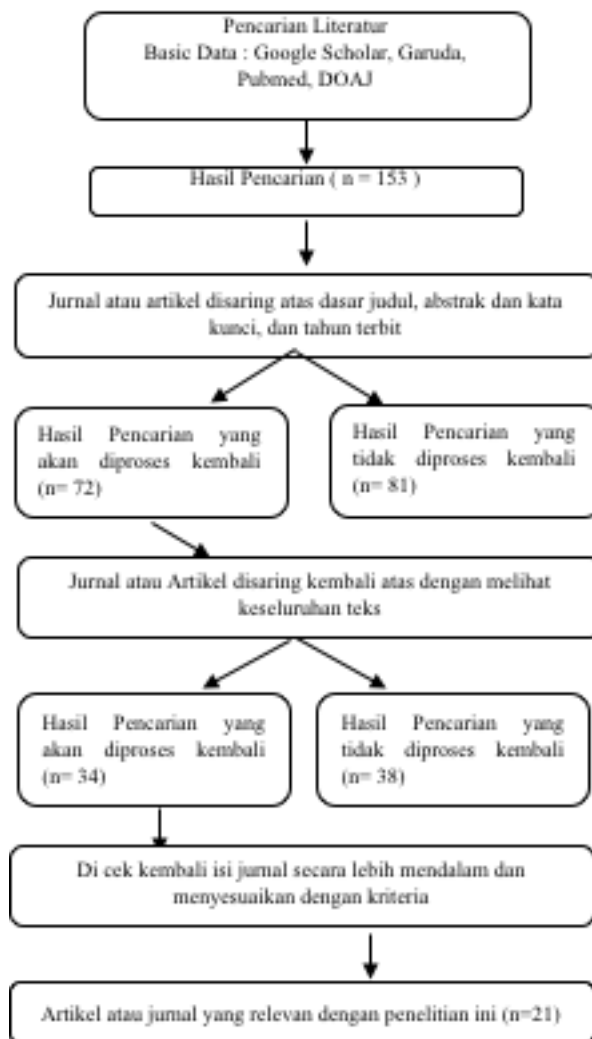 Pencarian Literatur
Basic Data : Google Scholar, Garuda,
Pubmed, DOAJ
Hasil Pencarian ( n = 153 )
Jurnal atau artikel disaring atas dasar judul, abstrak dan kata
kunci, dan tahun terbit
Hasil Pencarian yang
akan diproses kembali
(n= 72)
Hasil Pencarian yang
tidak diproses kembali
(n= 81)
Jurnal atau Artikel disaring kembali atas dengan melihat
keseluruhan teks
Hasil Pencarian yang
akan diproses kembali
(n= 34)
Hasil Pencarian yang
tidak diproses kembali
(n= 38)
Di cek kembali isi jurnal secara lebih mendalam dan
menyesuaikan dengan kriteria
Artikel atau jurnal yang relevan dengan penelitian ini (n=21)